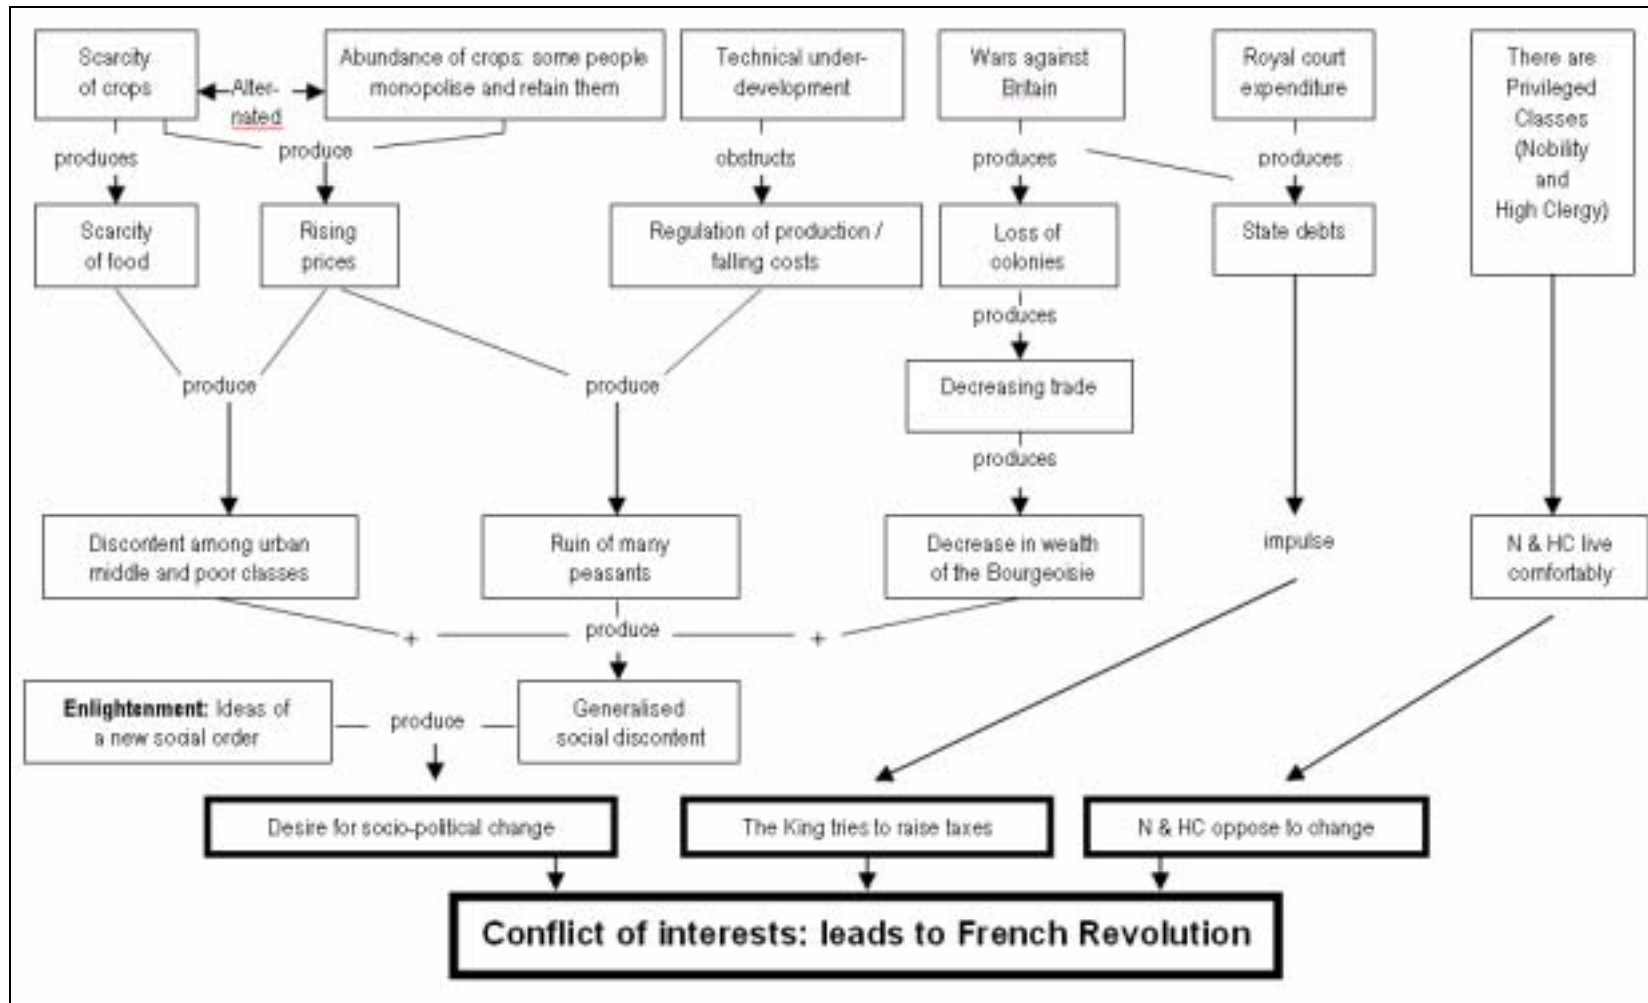 Scarcity
of crops
Alter-
nated
Abundance of crops: some people
monopolise and retain them
Technical under-
development
Wars against
Britain
Royal court
expenditure
There are
Privileged
Classes
(Nobility
and
High Clergy)
produces
produce
obstructs
produces
produces
Scarcity
of food
Rising
prices
Regulation of production /
falling costs
Loss of
colonies
State debts
produces
Decreasing trade
produce
produce
produces
Discontent among urban
middle and poor classes
Ruin of many
peasants
Decrease in wealth
of the Bourgeoisie
impulse
N & HC live
comfortably
+
produce
+
Enlightenment: Ideas of
a new social order
produce
Generalised
social discontent
Desire for socio-political change
The King tries to raise taxes
N & HC oppose to change
Conflict of interests: leads to French Revolution